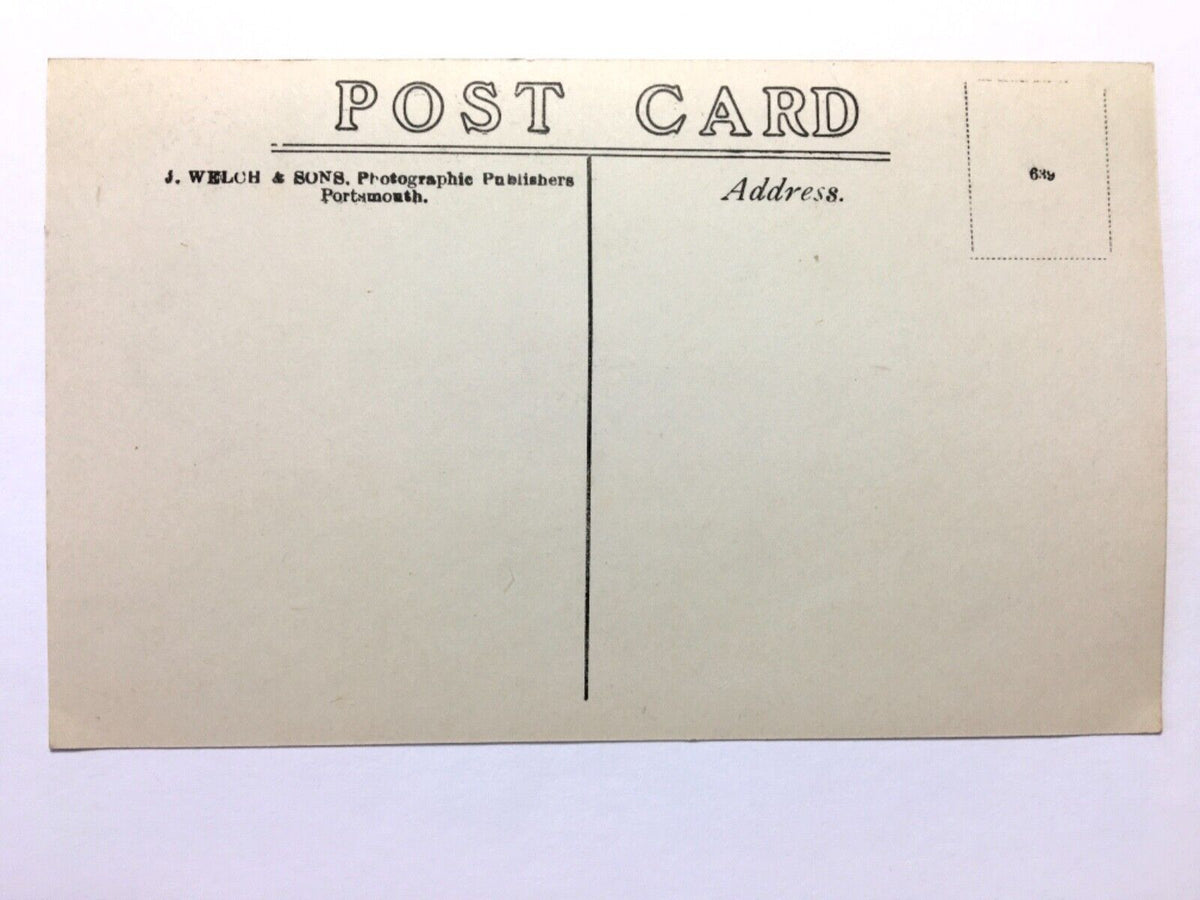 POST CARD
J. WELCH & SONS, Photographic Publishers
Portsmouth.
Address.
639